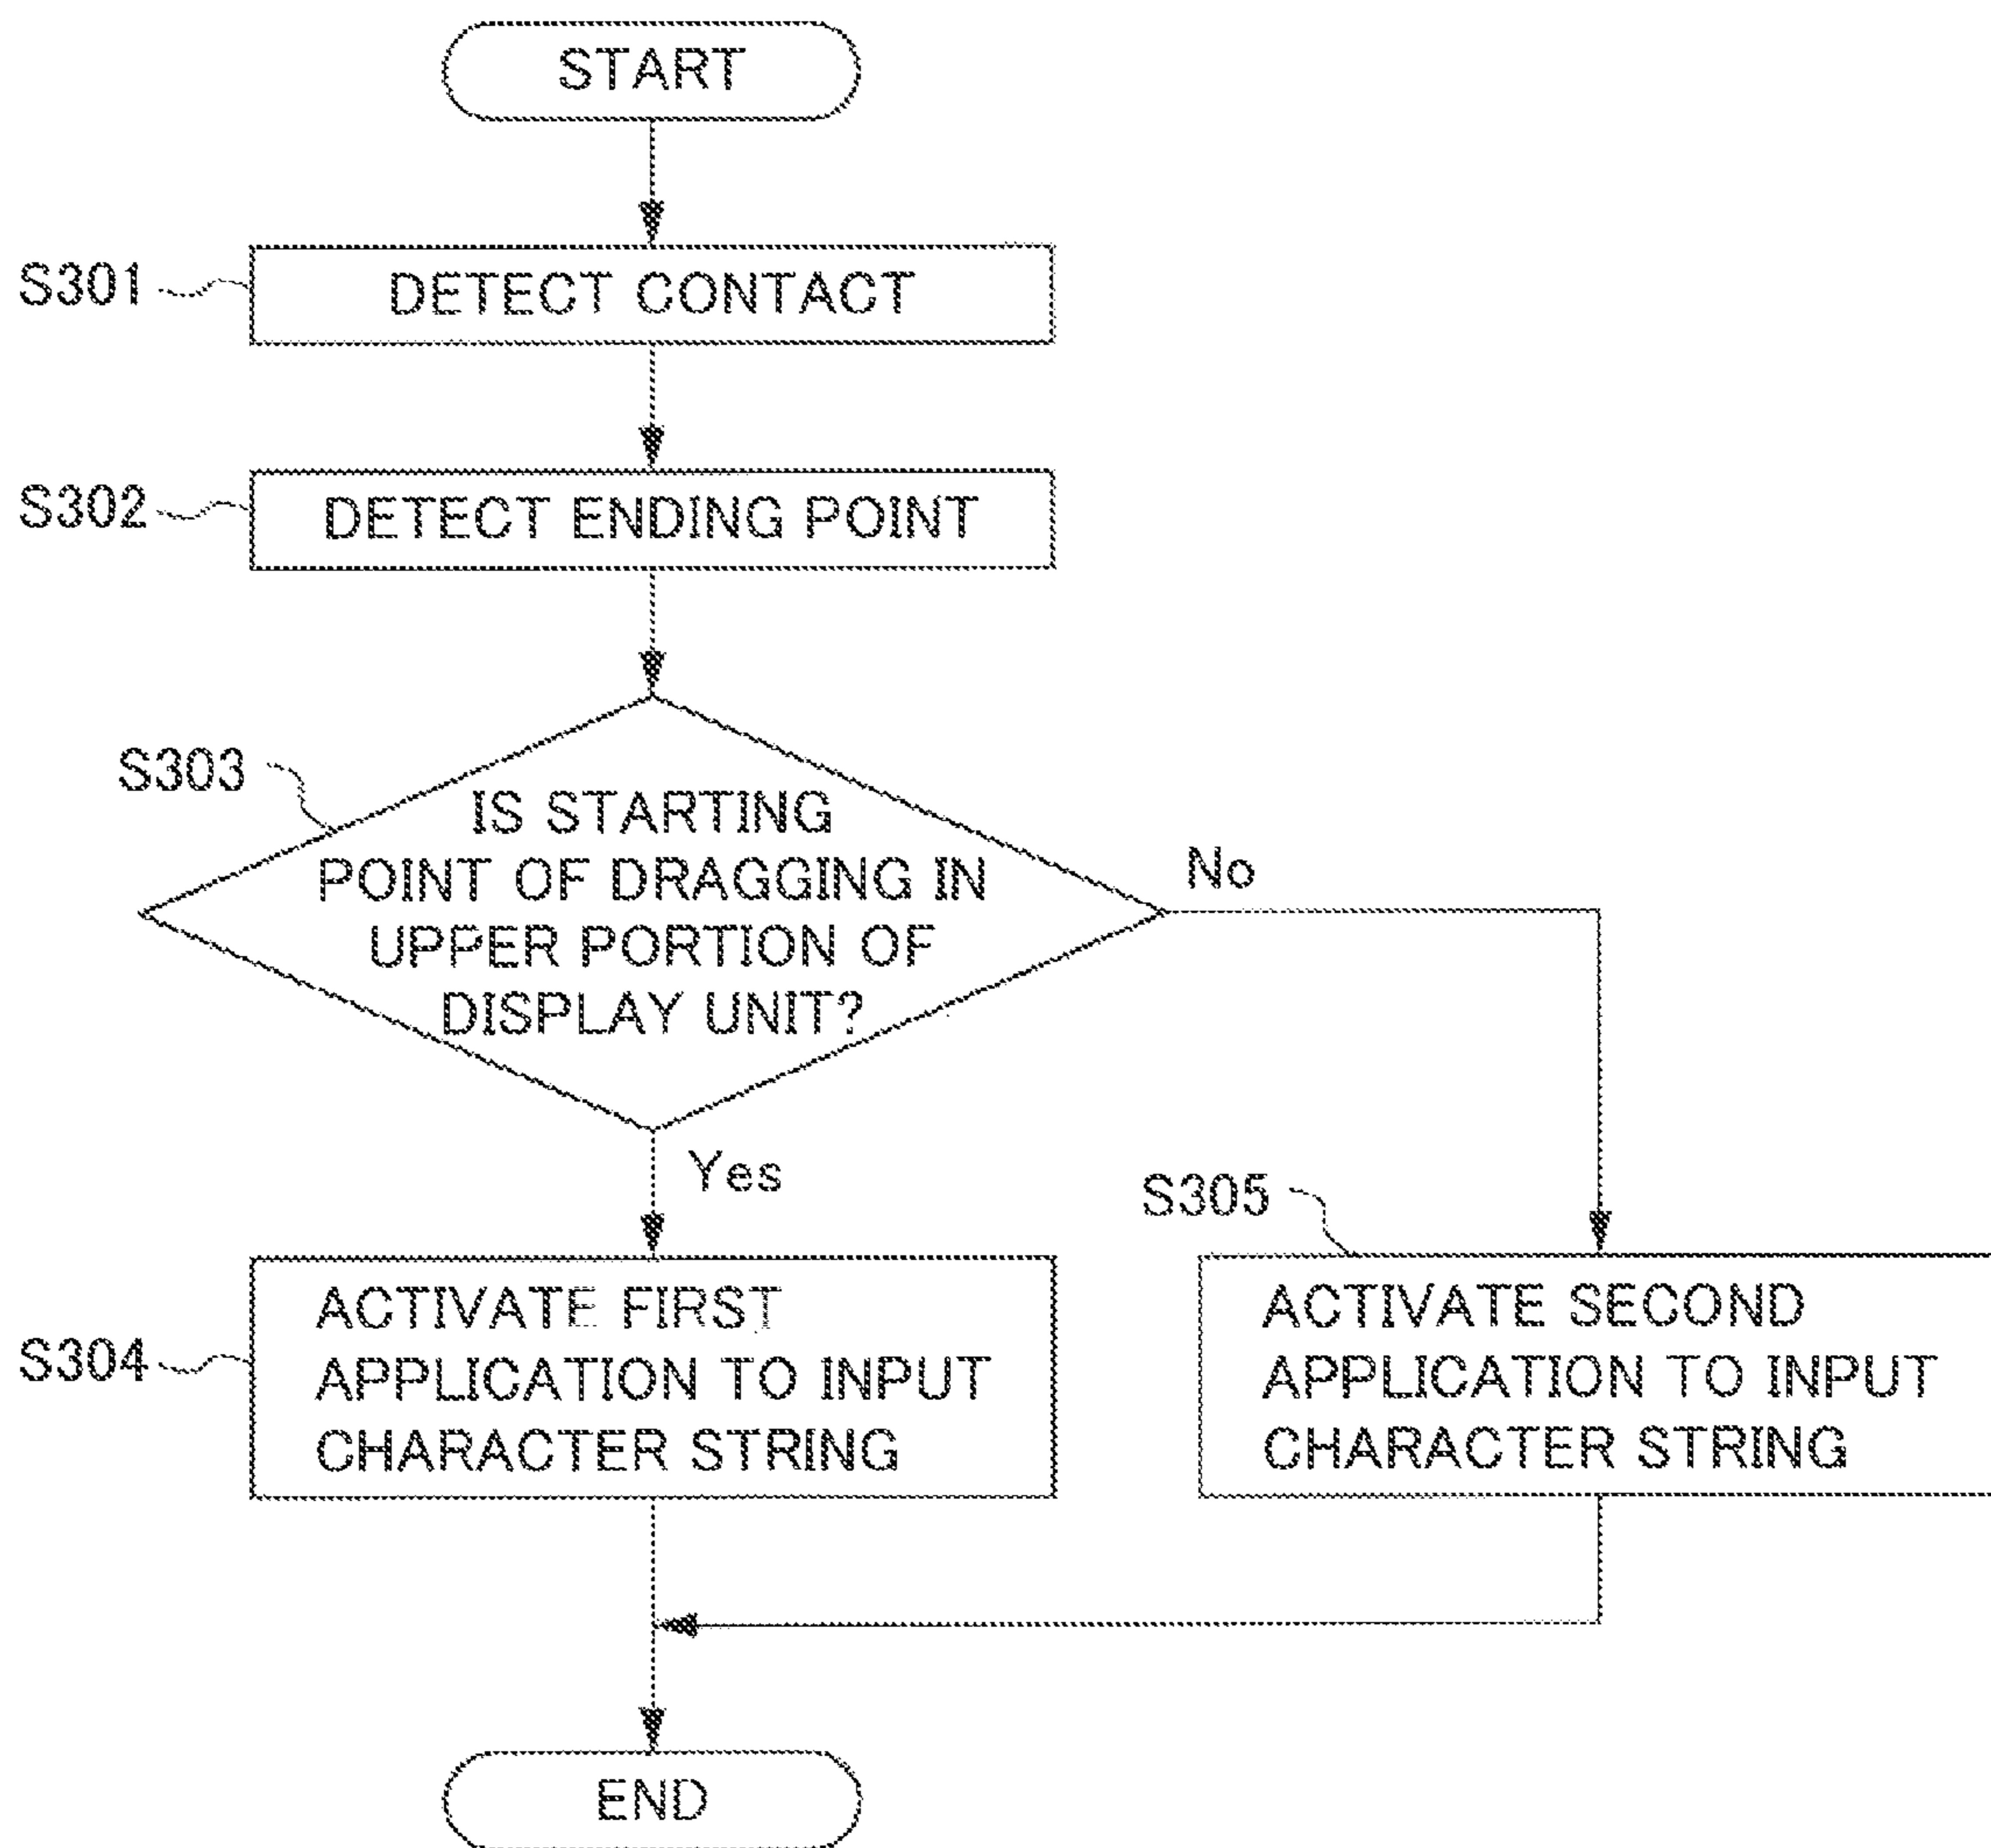 START
S301
DETECT CONTACT
S302
DETECT ENDING POINT
S303
IS STARTING
POINT OF DRAGGING IN
UPPER PORTION OF
DISPLAY UNIT?
No
Yes
S304
ACTIVATE FIRST
APPLICATION TO INPUT
CHARACTER STRING
S305
ACTIVATE SECOND
APPLICATION TO INPUT
CHARACTER STRING
END